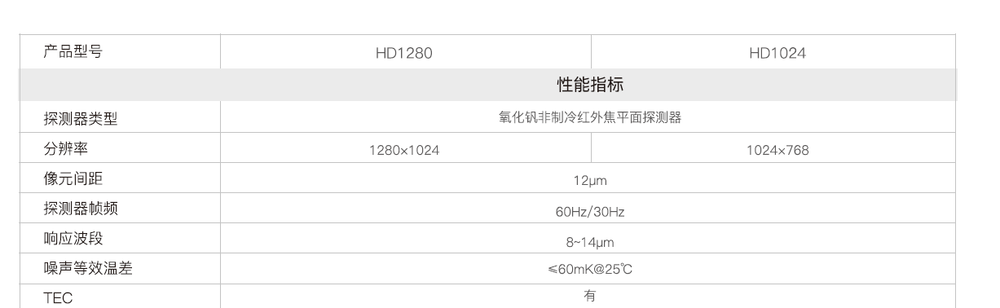 产品型号 HD1280 HD1024
性能指标
探测器类型 氧化钒非制冷红外焦平面探测器
分辨率 1280×1024 1024×768
像元间距 12μm
探测器帧频 60Hz/30Hz
响应波段 8~14μm
噪声等效温差 ≤60mK@25℃
TEC 有